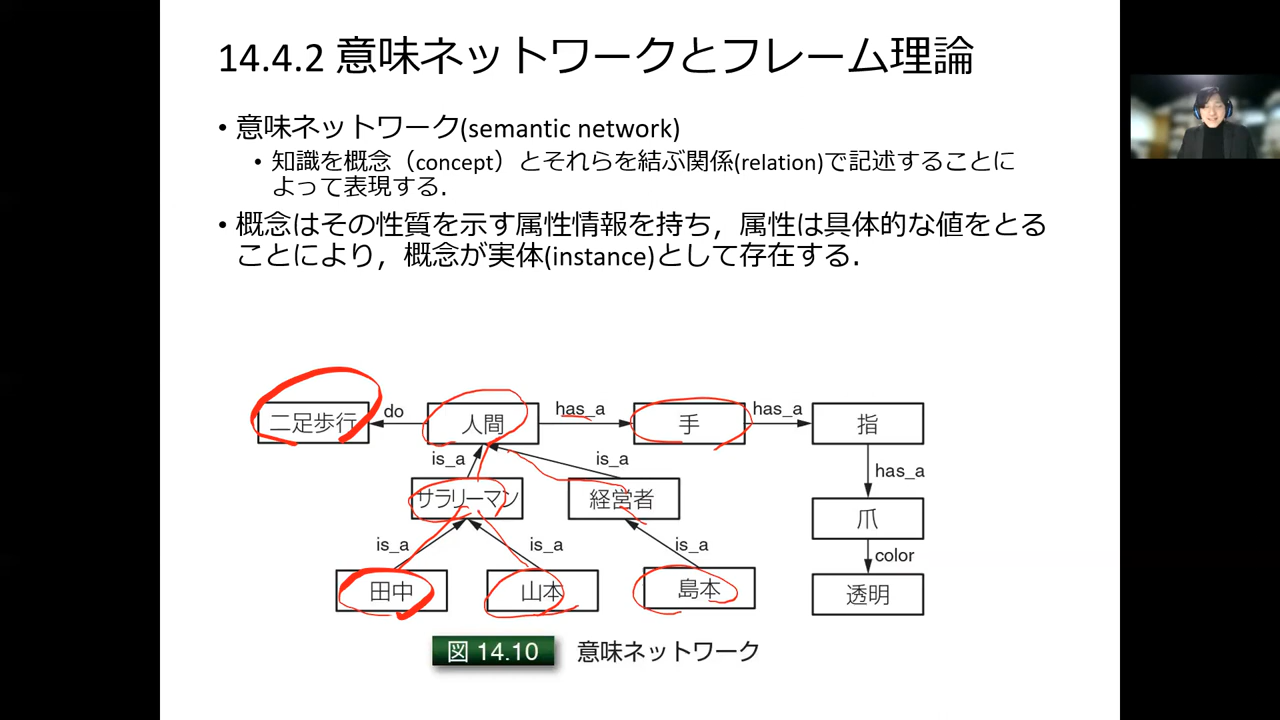 14.4.2 意味ネットワークとフレーム理論
• 意味ネットワーク(semantic network)
• 知識を概念（concept）とそれらを結ぶ関係(relation)で記述することに
よって表現する．
• 概念はその性質を示す属性情報を持ち，属性は具体的な値をとる
ことにより，概念が実体(instance)として存在する．
二足歩行 do 人間 has_a 手 has_a 指
is_a is_a has_a
サラリーマン 経営者 爪
is_a is_a is_a color
田中 山本 島本 透明
図 14.10 意味ネットワーク